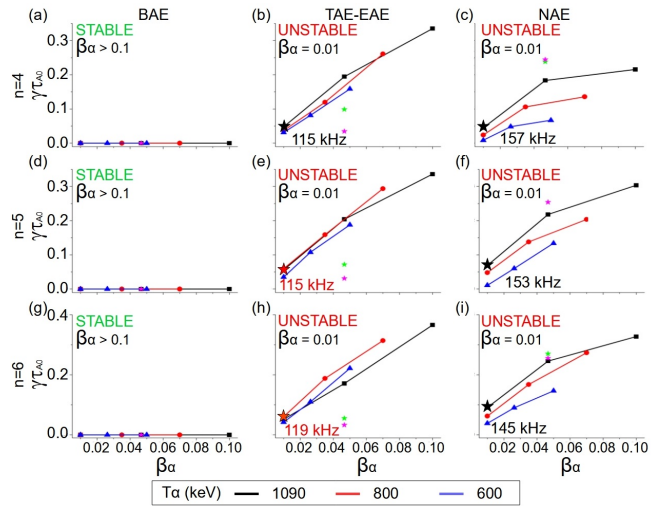 (a) BAE (b) TAE-EAE (c) NAE
STABLE UNSTABLE UNSTABLE
βα > 0.1 βα = 0.01 βα = 0.01
n=4
γτA0
0.3
0.2
0.1
0.0
115 kHz 157 kHz
(d) (e) (f)
STABLE UNSTABLE UNSTABLE
βα > 0.1 βα = 0.01 βα = 0.01
n=5
γτA0
0.3
0.2
0.1
0.0
115 kHz 153 kHz
(g) (h) (i)
STABLE UNSTABLE UNSTABLE
βα > 0.1 βα = 0.01 βα = 0.01
n=6
γτA0
0.4
0.2
0.0
119 kHz 145 kHz
0.02 0.04 0.06 0.08 0.10 0.02 0.04 0.06 0.08 0.10 0.02 0.04 0.06 0.08 0.10
βα βα βα
Tα (keV) 1090 800 600